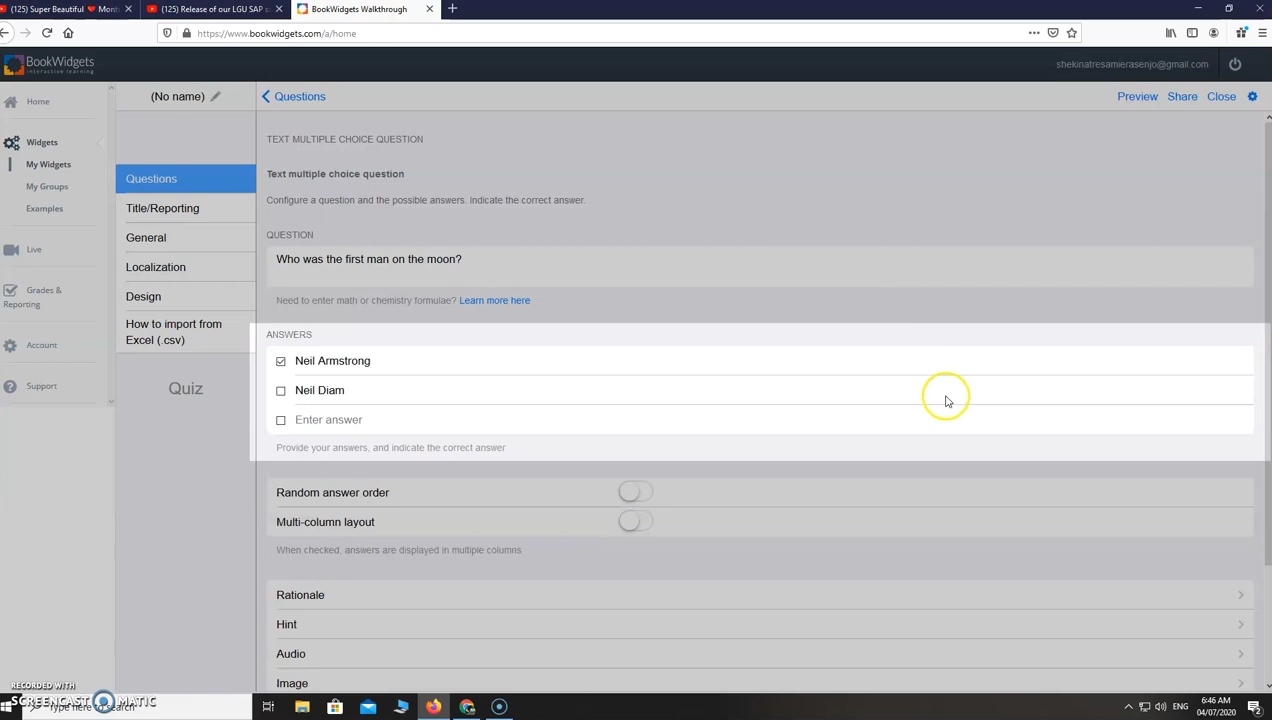 (125) Super Beautiful ❤ Mont
(125) Release of our LGU SAP s
BookWidgets Walkthrough
https://www.bookwidgets.com/a/home
BookWidgets
interactive learning
shekinatresamierasenjo@gmail.com
Home
Widgets
My Widgets
My Groups
Examples
Live
Grades &
Reporting
Account
Support
(No name)
Questions
Title/Reporting
General
Localization
Design
How to import from
Excel (.csv)
Quiz
Questions
Preview
Share
Close
TEXT MULTIPLE CHOICE QUESTION
Text multiple choice question
Configure a question and the possible answers. Indicate the correct answer.
QUESTION
Who was the first man on the moon?
Need to enter math or chemistry formulae? Learn more here
ANSWERS
Neil Armstrong
Neil Diam
Enter answer
Provide your answers, and indicate the correct answer
Random answer order
Multi-column layout
When checked, answers are displayed in multiple columns
Rationale
Hint
Audio
Image
RECORDED WITH
SCREENCAST MATIC
Type here to search
ENG
6:46 AM
04/07/2020
2